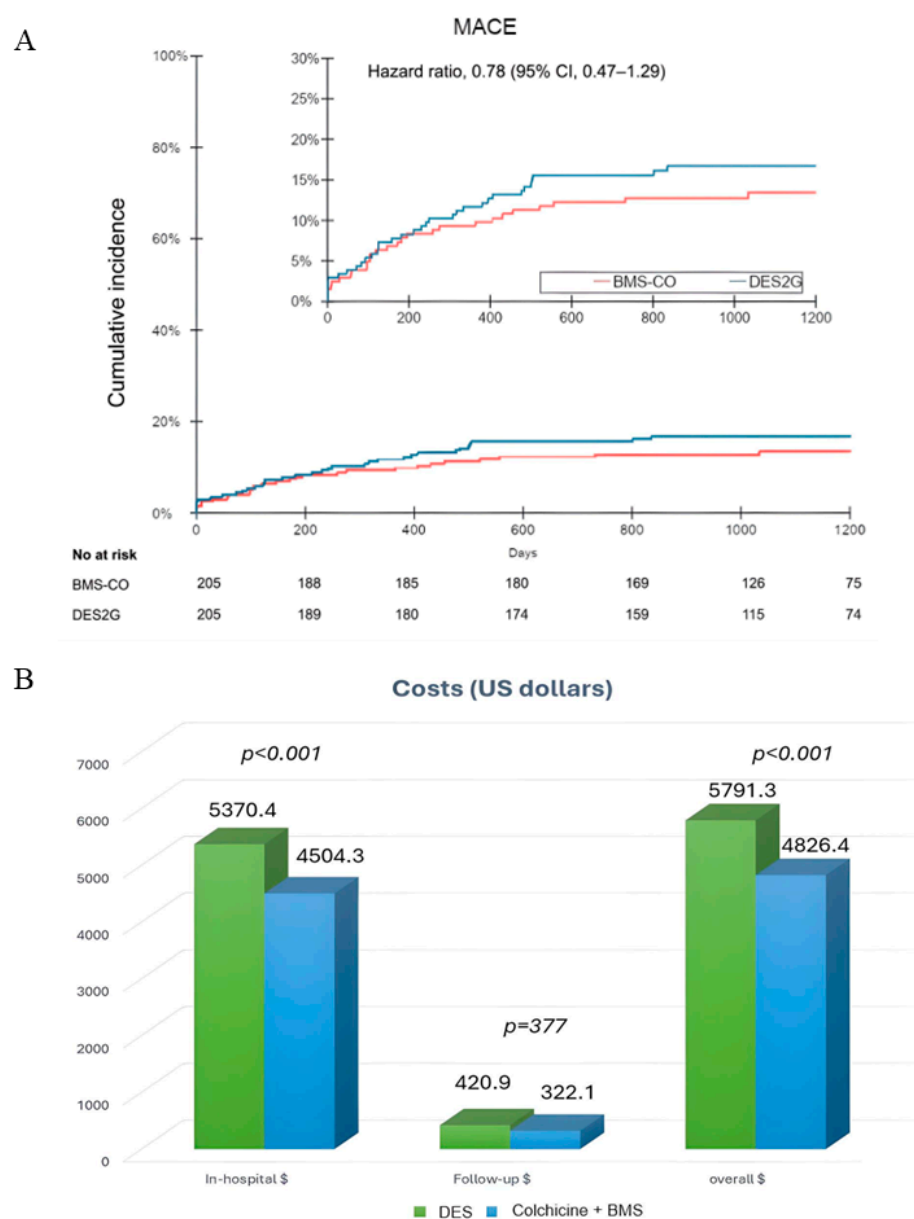 A
MACE
Hazard ratio, 0.78 (95% CI, 0.47–1.29)
30%
25%
20%
15%
10%
5%
0%
BMS-CO DES2G
0 200 400 600 800 1000 1200
Cumulative incidence
100%
80%
60%
40%
20%
0%
0 200 400 600 800 1000 1200
Days
No at risk
BMS-CO 205 188 185 180 169 126 75
DES2G 205 189 180 174 159 115 74
B
Costs (US dollars)
7000
6000
5000
4000
3000
2000
1000
0
p<0.001
5370.4
4504.3
p=377
420.9
322.1
p<0.001
5791.3
4826.4
In-hospital $ Follow-up $ overall $
DES Colchicine + BMS